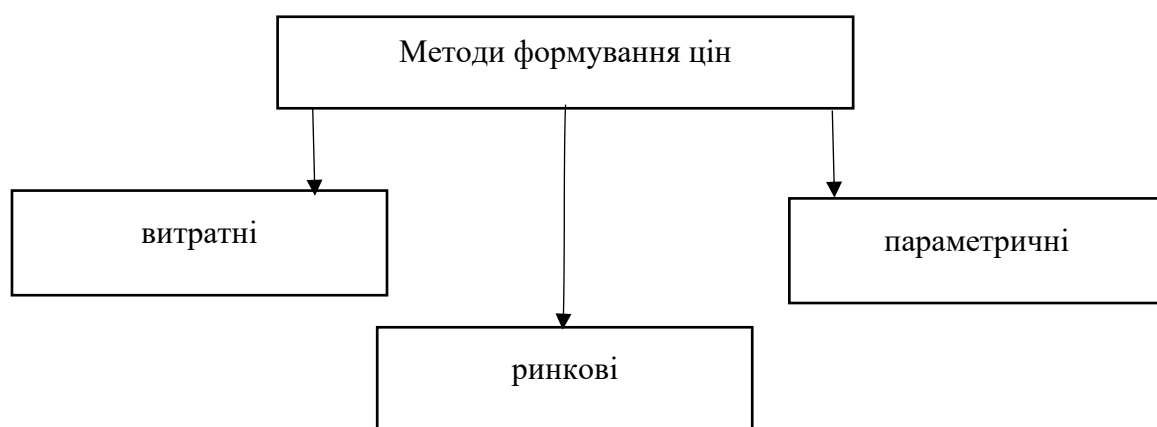 Методи формування цін
витратні
параметричні
ринкові